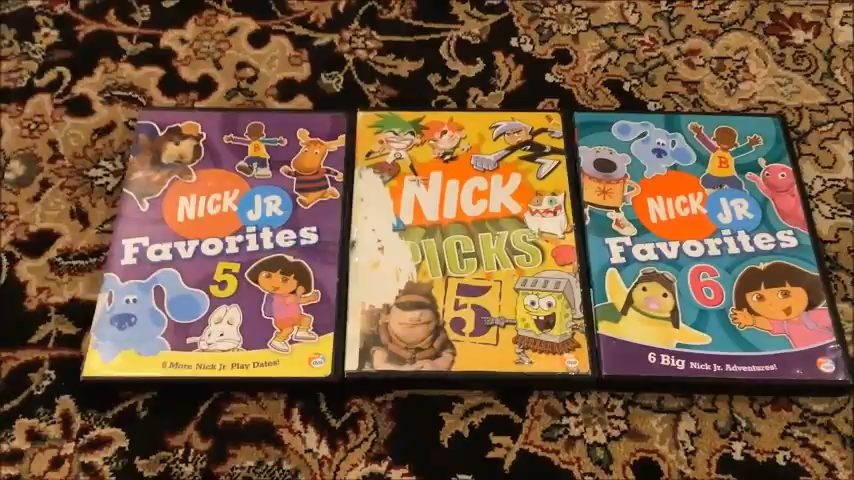 NICK JR
Favorites
5
6 More Nick Jr. Play Dates!
NICK
PICKS
5
B
NICK JR
Favorites
6
6 Big Nick Jr. Adventures!